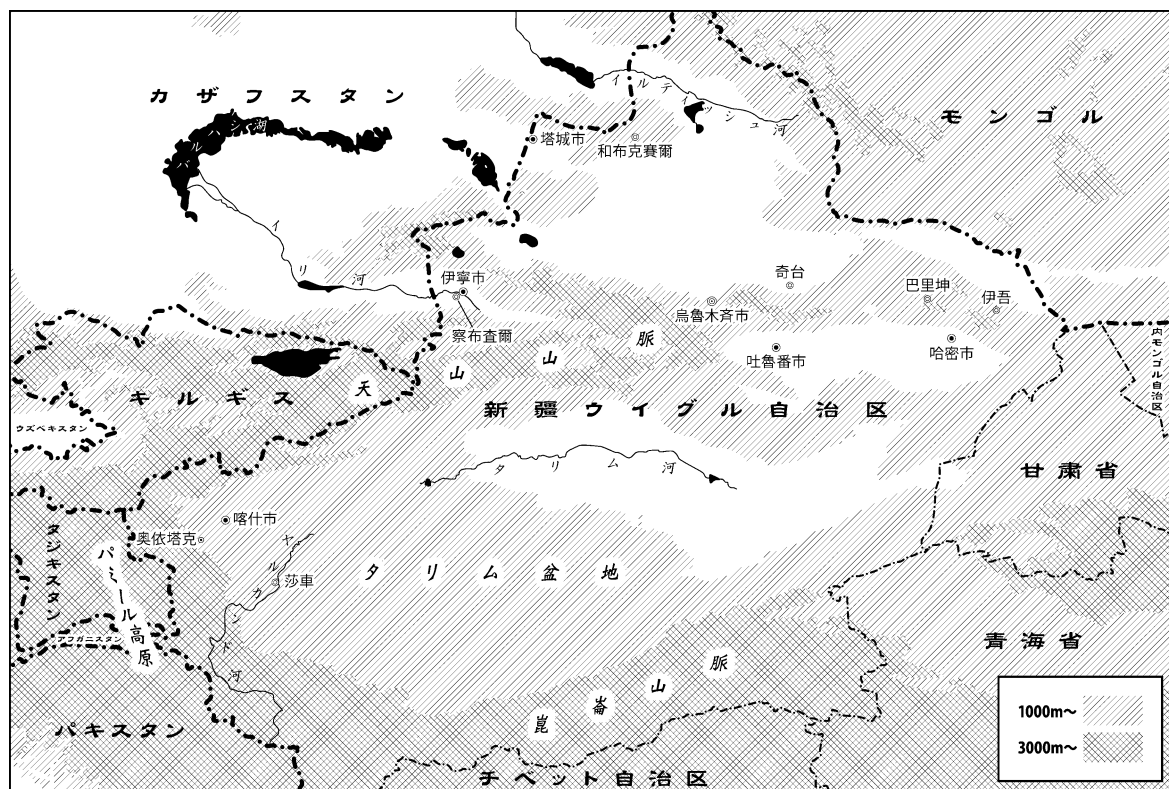 カザフスタン
バルハシ湖
イルティッシュ河
モンゴル
塔城市
和布克賽爾
イリ河
伊寧市
察布査爾
奇台
烏魯木斉市
巴里坤
伊吾
吐魯番市
哈密市
天山山脈
キルギス
ウズベキスタン
新疆ウイグル自治区
内モンゴル自治区
タリム河
甘粛省
喀什市
奥依塔克
莎車
ヤルカンド河
タジキスタン
パミール高原
アフガニスタン
タリム盆地
青海省
崑崙山脈
パキスタン
チベット自治区
1000m〜
3000m〜